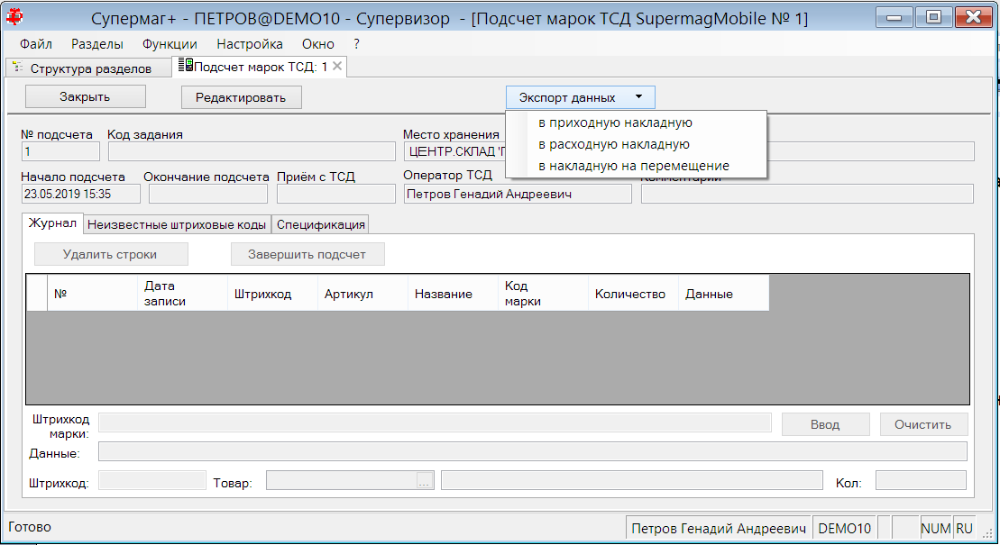 Супермаг+ - ПЕТРОВ@DEMO10 - Супервизор - [Подсчет марок ТСД SupermagMobile № 1]
Файл Разделы Функции Настройка Окно ?
Структура разделов Подсчет марок ТСД: 1
Закрыть Редактировать Экспорт данных
в приходную накладную
в расходную накладную
в накладную на перемещение
№ подсчета Код задания Место хранения
1 ЦЕНТР.СКЛАД
Начало подсчета Окончание подсчета Приём с ТСД Оператор ТСД Комментарий
23.05.2019 15:35 Петров Генадий Андреевич
Журнал Неизвестные штриховые коды Спецификация
Удалить строки Завершить подсчет
№ Дата записи Штрихкод Артикул Название Код марки Количество Данные
Штрихкод марки: Ввод Очистить
Данные:
Штрихкод: Товар: ... Кол:
Готово Петров Генадий Андреевич DEMO10 NUM RU